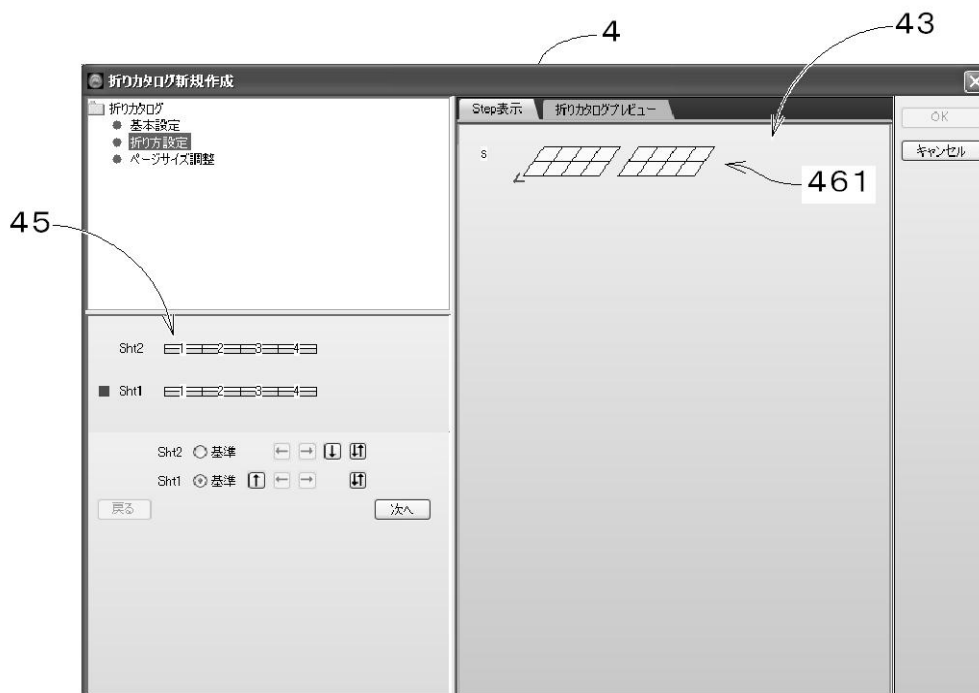 4
43
折りカタログ新規作成
折りカタログ
基本設定
折り方設定
ページサイズ調整
Step表示
折りカタログプレビュー
OK
キャンセル
S
461
45
Sht2 1 2 3 4
Sht1 1 2 3 4
Sht2 基準 ← → ↓ ↓↑
Sht1 基準 ↑ ← → ↓↑
戻る
次へ